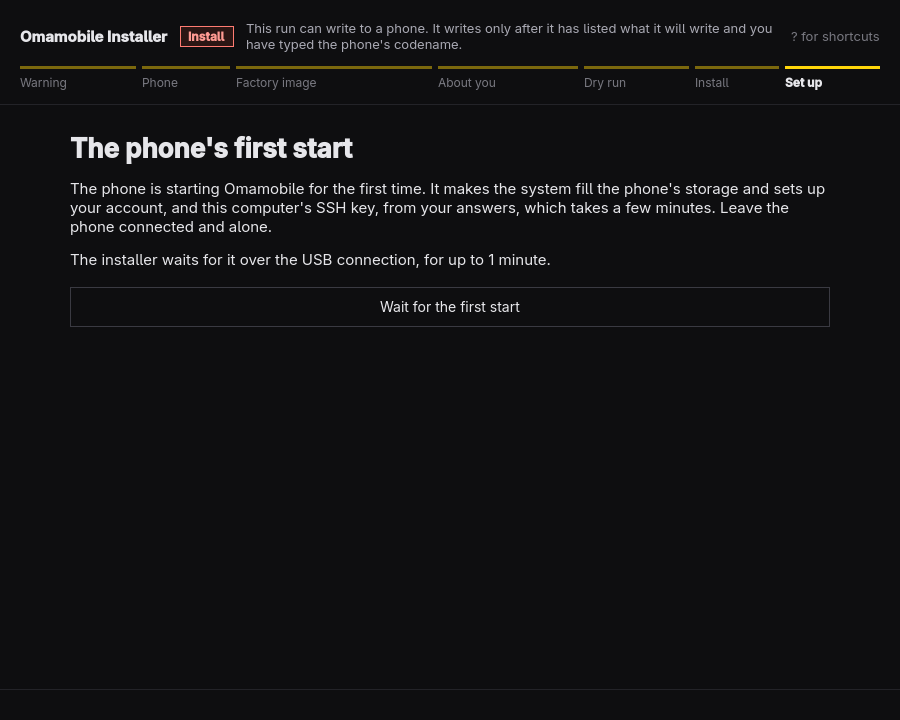 Omamobile Installer
Install
This run can write to a phone. It writes only after it has listed what it will write and you
have typed the phone's codename.
? for shortcuts
Warning
Phone
Factory image
About you
Dry run
Install
Set up
The phone's first start
The phone is starting Omamobile for the first time. It makes the system fill the phone's storage and sets up
your account, and this computer's SSH key, from your answers, which takes a few minutes. Leave the
phone connected and alone.
The installer waits for it over the USB connection, for up to 1 minute.
Wait for the first start